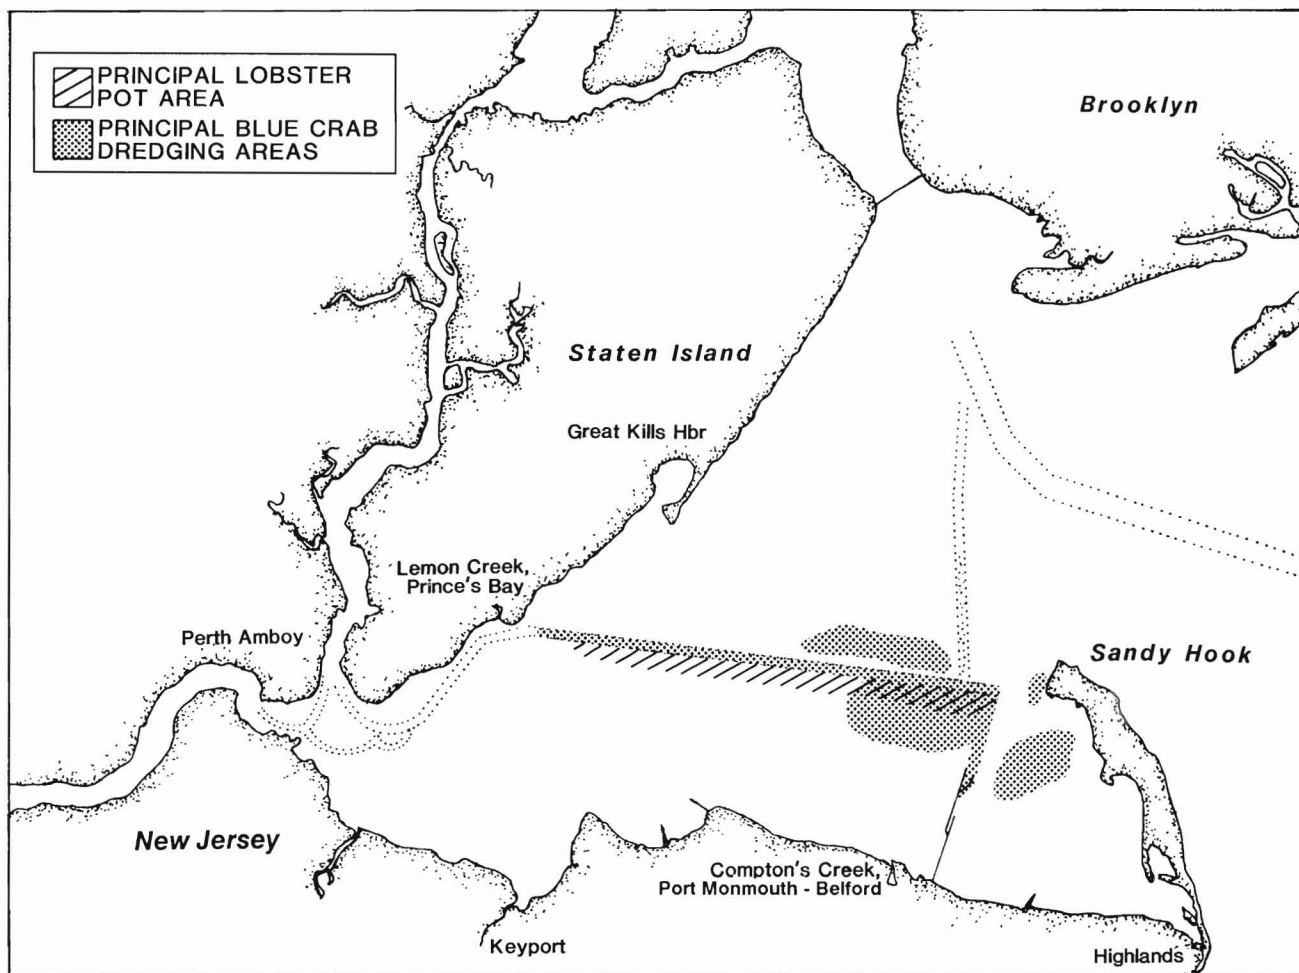 PRINCIPAL LOBSTER
POT AREA
PRINCIPAL BLUE CRAB
DREDGING AREAS
Brooklyn
Staten Island
Great Kills Hbr
Lemon Creek,
Prince's Bay
Perth Amboy
Sandy Hook
New Jersey
Compton's Creek,
Port Monmouth - Belford
Keyport
Highlands